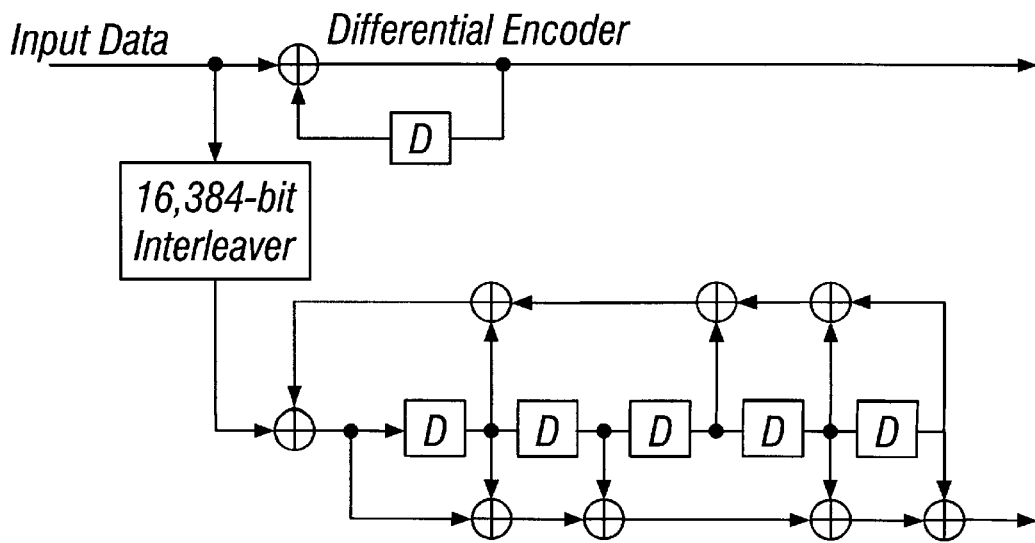 Input Data
Differential Encoder
D
16,384-bit
Interleaver
D
D
D
D
D